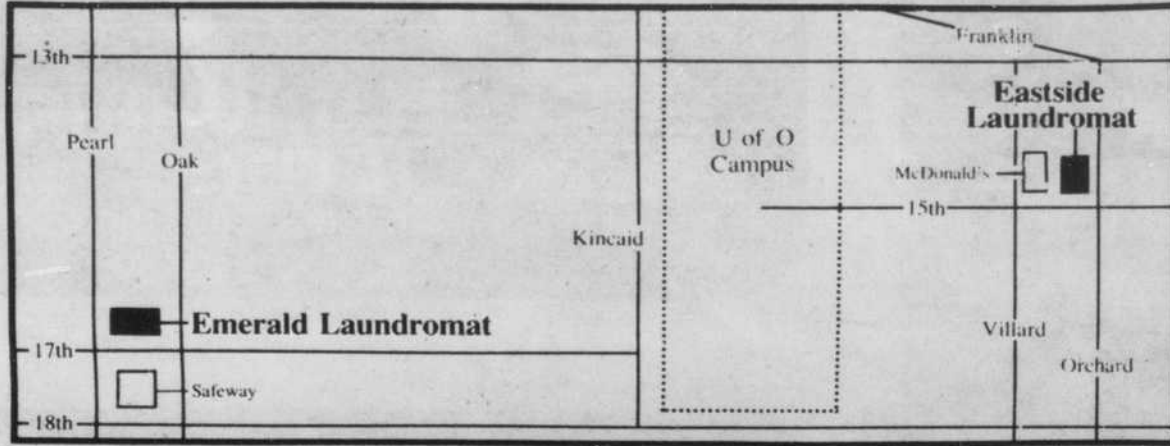 Franklin
13th
Eastside
Laundromat
Pearl
Oak
U of O
Campus
McDonald's
15th
Kincaid
Emerald Laundromat
Villard
17th
Orchard
Safeway
18th